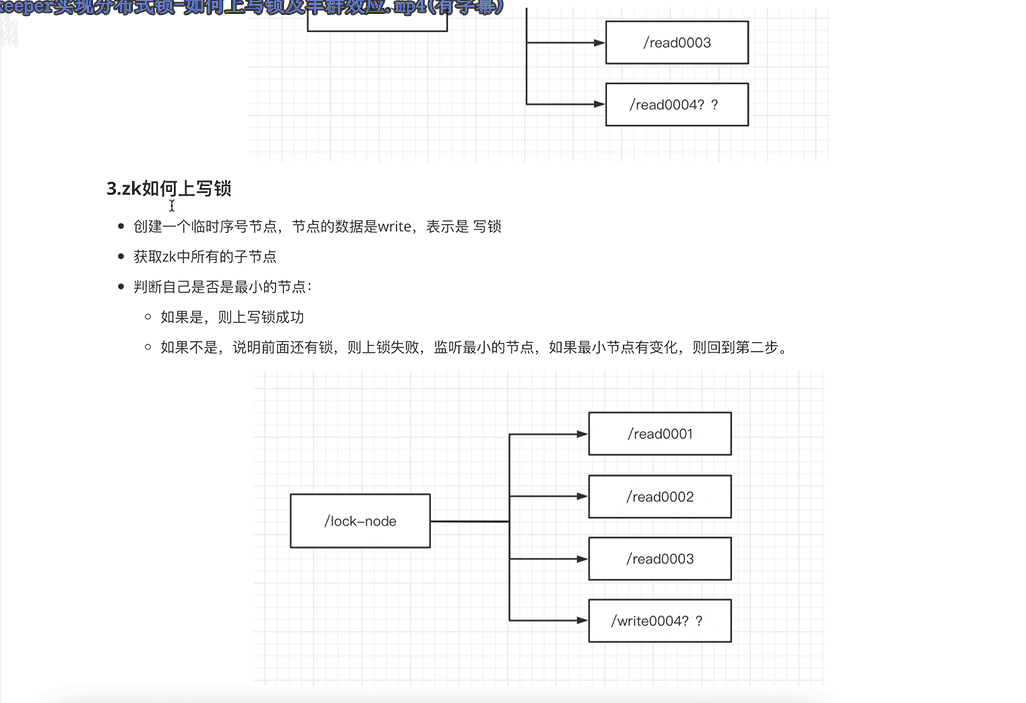 keeper实现分布式锁-如何上写锁及羊群效应.mp4(有字幕)
/read0003
/read0004？？
3.zk如何上写锁
创建一个临时序号节点，节点的数据是write，表示是 写锁
获取zk中所有的子节点
判断自己是否是最小的节点：
如果是，则上写锁成功
如果不是，说明前面还有锁，则上锁失败，监听最小的节点，如果最小节点有变化，则回到第二步。
/read0001
/read0002
/lock-node
/read0003
/write0004？？